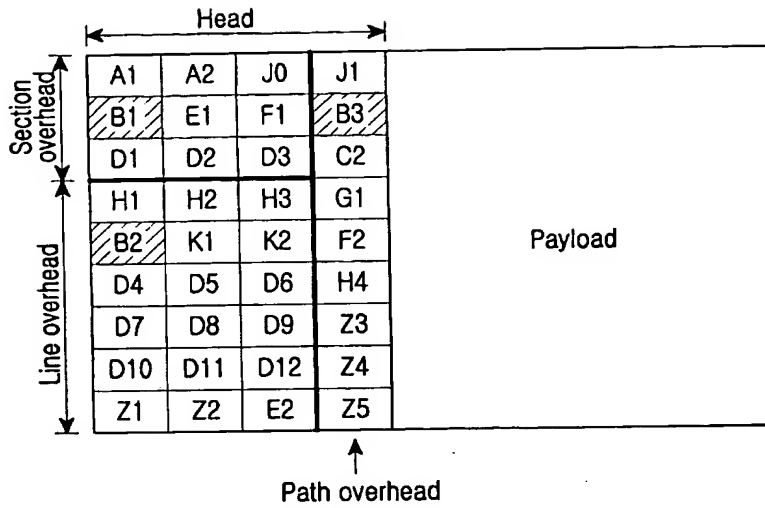 Head
Section overhead
A1 A2 J0 J1
B1 E1 F1 B3
D1 D2 D3 C2
Line overhead
H1 H2 H3 G1
B2 K1 K2 F2
Payload
D4 D5 D6 H4
D7 D8 D9 Z3
D10 D11 D12 Z4
Z1 Z2 E2 Z5
Path overhead